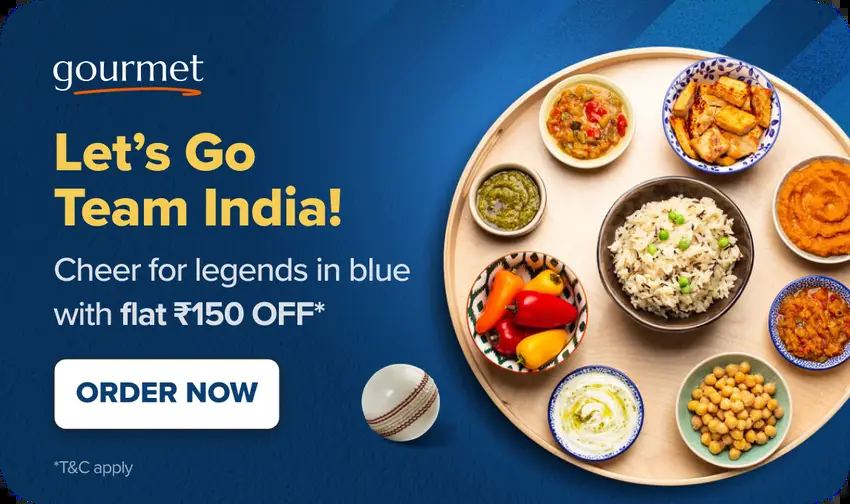 gourmet
Let's Go
Team India!
Cheer for legends in blue
with flat ₹150 OFF*
ORDER NOW
*T&C apply